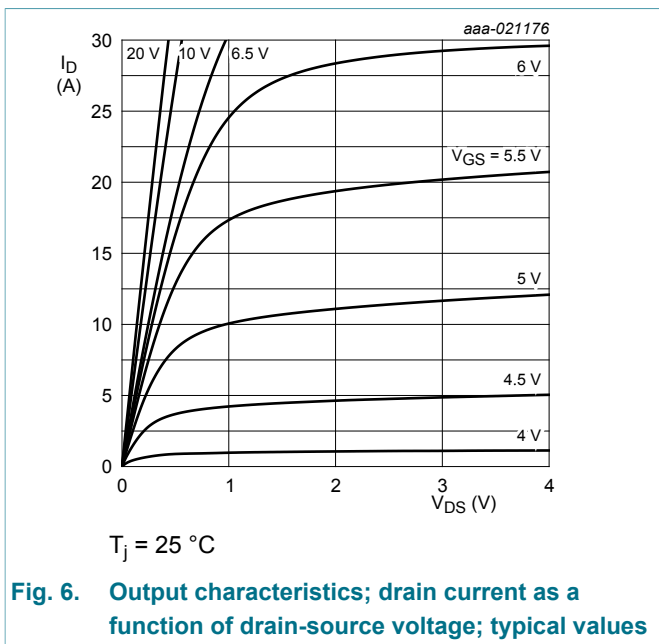 aaa-021176
30
I_D
(A)
20 V 10 V 6.5 V
6 V
25
V_GS = 5.5 V
20
15
5 V
10
4.5 V
5
4 V
0
0 1 2 3 4
V_DS (V)
T_j = 25 °C
Fig. 6. Output characteristics; drain current as a
function of drain-source voltage; typical values